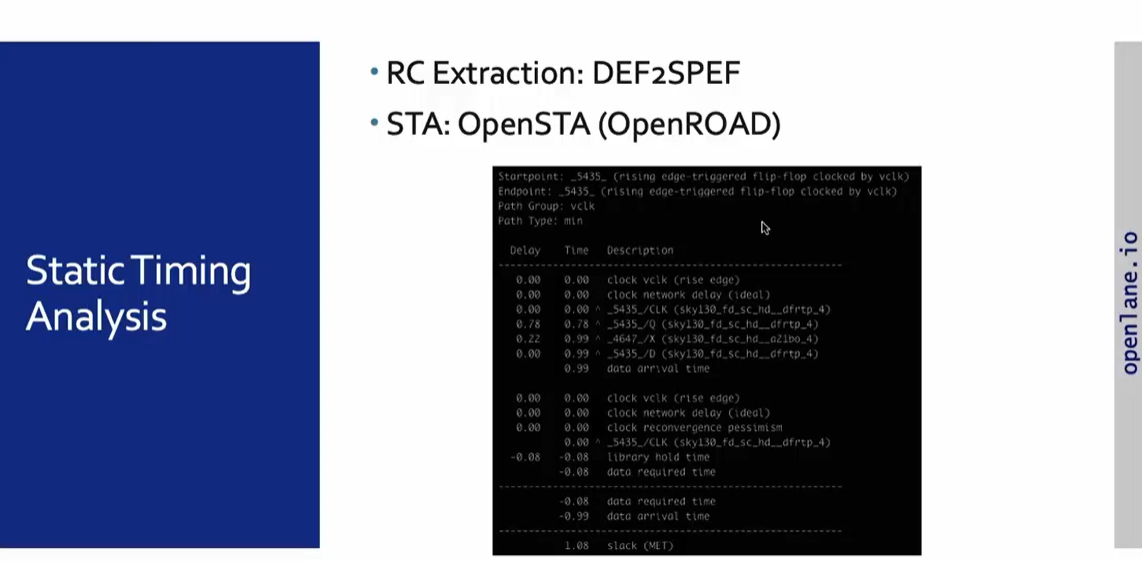 Static Timing
Analysis
• RC Extraction: DEF2SPEF
• STA: OpenSTA (OpenROAD)
Startpoint: _5435_ (rising edge-triggered flip-flop clocked by vclk)
Endpoint: _5435_ (rising edge-triggered flip-flop clocked by vclk)
Path Group: vclk
Path Type: min
Delay Time Description
0.00 0.00 clock vclk (rise edge)
0.00 0.00 clock network delay (ideal)
0.00 0.00 ^ _5435_/CLK (sky130_fd_sc_hd__dfrtp_4)
0.78 0.78 ^ _5435_/Q (sky130_fd_sc_hd__dfrtp_4)
0.22 0.99 ^ _4647_/X (sky130_fd_sc_hd__a21bo_4)
0.00 0.99 ^ _5435_/D (sky130_fd_sc_hd__dfrtp_4)
0.99 data arrival time
0.00 0.00 clock vclk (rise edge)
0.00 0.00 clock network delay (ideal)
0.00 0.00 clock reconvergence pessimism
0.00 ^ _5435_/CLK (sky130_fd_sc_hd__dfrtp_4)
-0.08 -0.08 library hold time
-0.08 data required time
-0.08 data required time
-0.99 data arrival time
1.08 slack (MET)
openlane.io